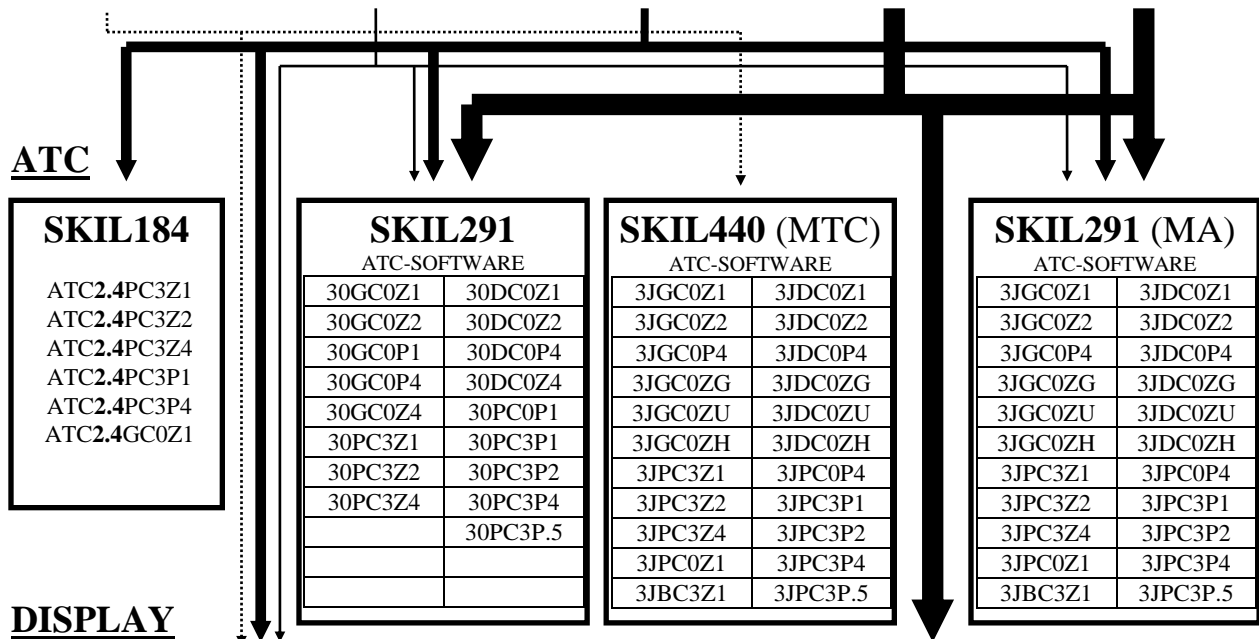 ATC
SKIL184
ATC2.4PC3Z1
ATC2.4PC3Z2
ATC2.4PC3Z4
ATC2.4PC3P1
ATC2.4PC3P4
ATC2.4GC0Z1
SKIL291
ATC-SOFTWARE
30GC0Z1 30DC0Z1
30GC0Z2 30DC0Z2
30GC0P1 30DC0P4
30GC0P4 30DC0Z4
30GC0Z4 30PC0P1
30PC3Z1 30PC3P1
30PC3Z2 30PC3P2
30PC3Z4 30PC3P4
30PC3P.5
SKIL440 (MTC)
ATC-SOFTWARE
3JGC0Z1 3JDC0Z1
3JGC0Z2 3JDC0Z2
3JGC0P4 3JDC0P4
3JGC0ZG 3JDC0ZG
3JGC0ZU 3JDC0ZU
3JGC0ZH 3JDC0ZH
3JPC3Z1 3JPC0P4
3JPC3Z2 3JPC3P1
3JPC3Z4 3JPC3P2
3JPC0Z1 3JPC3P4
3JBC3Z1 3JPC3P.5
SKIL291 (MA)
ATC-SOFTWARE
3JGC0Z1 3JDC0Z1
3JGC0Z2 3JDC0Z2
3JGC0P4 3JDC0P4
3JGC0ZG 3JDC0ZG
3JGC0ZU 3JDC0ZU
3JGC0ZH 3JDC0ZH
3JPC3Z1 3JPC0P4
3JPC3Z2 3JPC3P1
3JPC3Z4 3JPC3P2
3JPC0Z1 3JPC3P4
3JBC3Z1 3JPC3P.5
DISPLAY